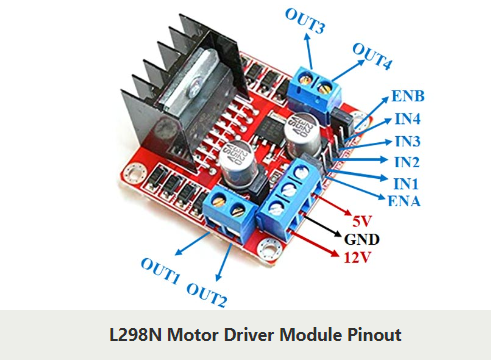 OUT3
OUT4
ENB
IN4
IN3
IN2
IN1
ENA
5V
GND
12V
OUT1
OUT2
L298N Motor Driver Module Pinout